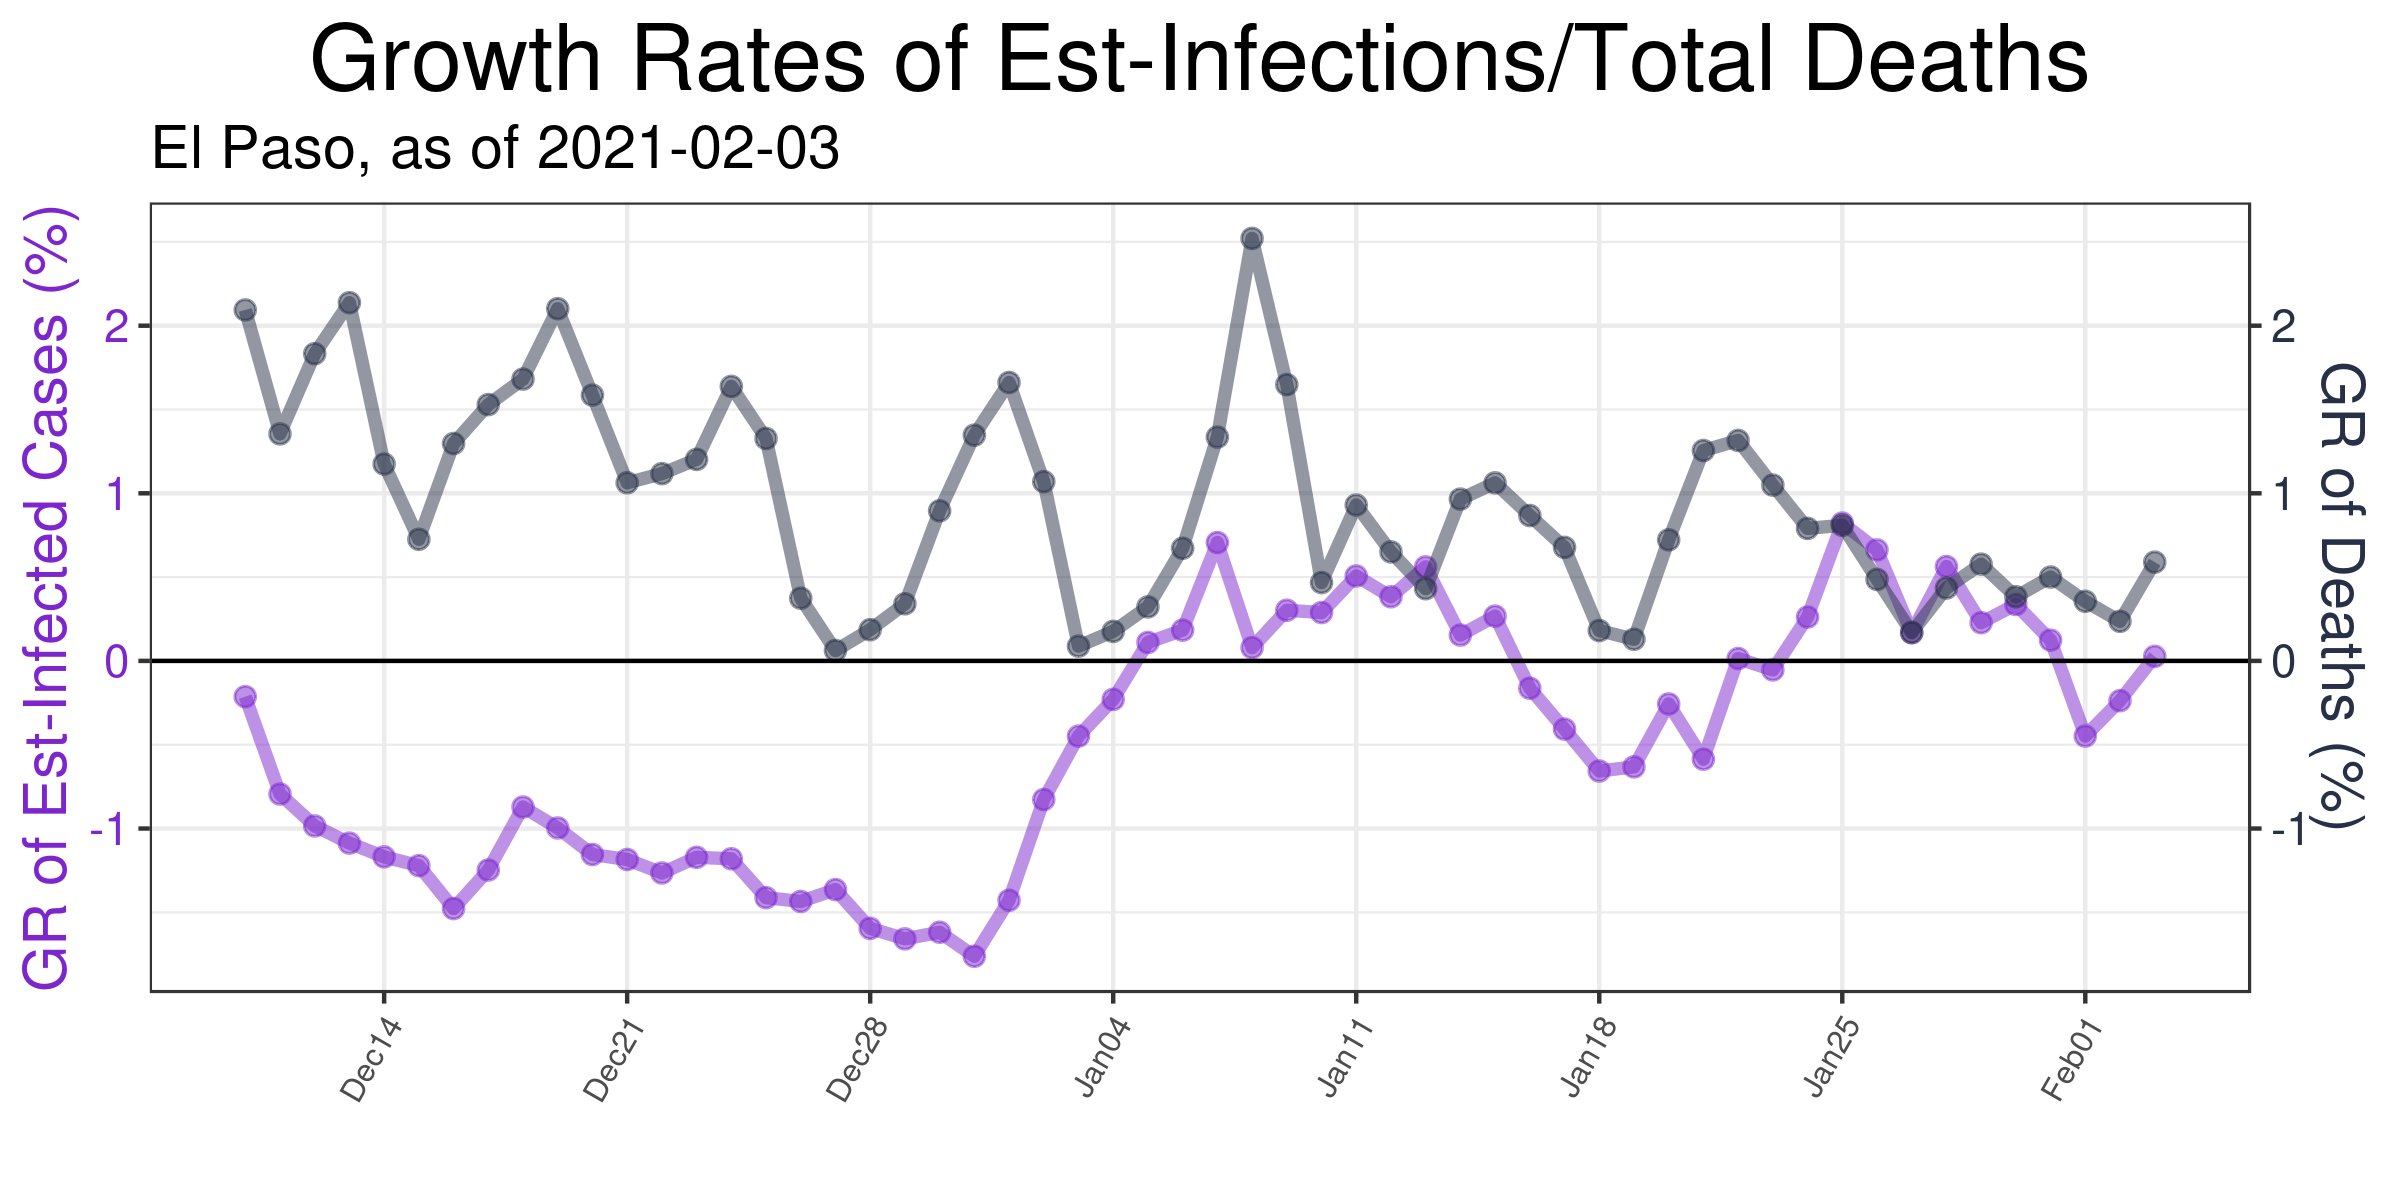 Growth Rates of Est-Infections/Total Deaths
El Paso, as of 2021-02-03
GR of Est-Infected Cases (%)
2
1
0
-1
2
1
0
-1
GR of Deaths (%)
Dec14
Dec21
Dec28
Jan04
Jan11
Jan18
Jan25
Feb01